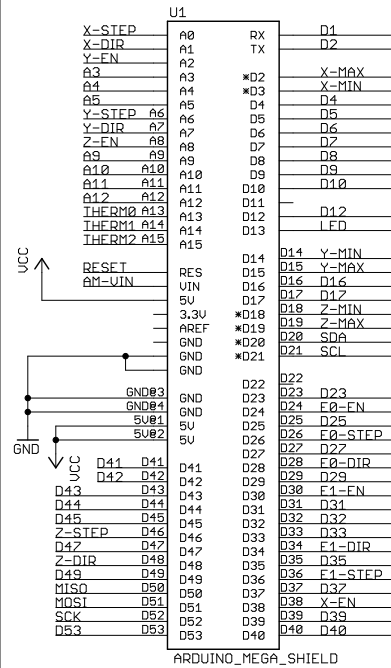 U1
X-STEP A0 RX D1
X-DIR A1 TX D2
Y-EN A2
A3 A3 *D2 X-MAX
A4 A4 *D3 X-MIN
A5 A5 D4 D4
Y-STEP A6 A6 D5 D5
Y-DIR A7 A7 D6 D6
Z-EN A8 A8 D7 D7
A9 A9 A9 D8 D8
A10 A10 A10 D9 D9
A11 A11 A11 D10 D10
A12 A12 A12 D11
THERM0 A13 A13 D12 D12
THERM1 A14 A14 D13 LED
THERM2 A15 A15
VCC
D14 D14 Y-MIN
RESET RES D15 D15 Y-MAX
AM-VIN VIN D16 D16 D16
5V D17 D17 D17
3.3V *D18 D18 Z-MIN
AREF *D19 D19 Z-MAX
GND *D20 D20 SDA
GND *D21 D21 SCL
GND
D22 D22
GND@3 GND D23 D23 D23
GND@4 GND D24 D24 E0-EN
5V@1 5V D25 D25 D25
5V@2 5V D26 D26 E0-STEP
GND
VCC
D27 D27 D27
D41 D41 D41 D28 D28 E0-DIR
D42 D42 D42 D29 D29 D29
D43 D43 D43 D30 D30 E1-EN
D44 D44 D44 D31 D31 D31
D45 D45 D45 D32 D32 D32
Z-STEP D46 D46 D33 D33 D33
D47 D47 D47 D34 D34 E1-DIR
Z-DIR D48 D48 D35 D35 D35
D49 D49 D49 D36 D36 E1-STEP
MISO D50 D50 D37 D37 D37
MOSI D51 D51 D38 D38 X-EN
SCK D52 D52 D39 D39 D39
D53 D53 D53 D40 D40 D40
ARDUINO_MEGA_SHIELD